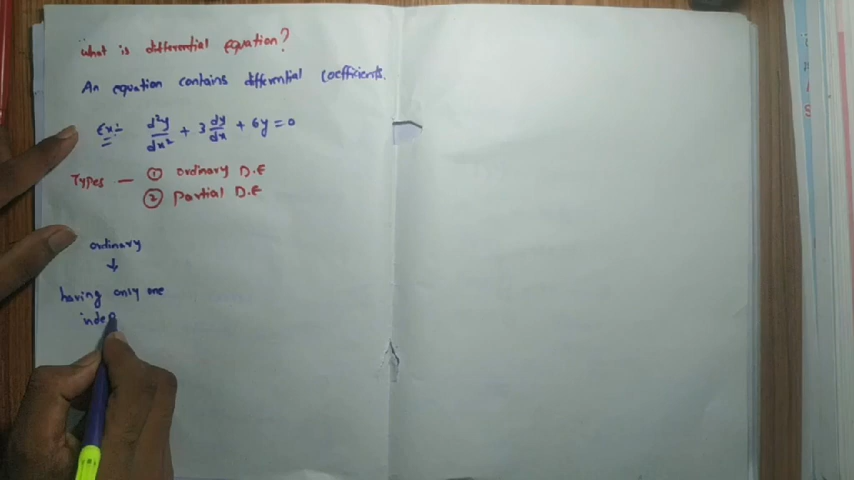 What is differential equation?
An equation contains differential coefficients.
Ex:- d²y/dx² + 3 dy/dx + 6y = 0
Types — ① ordinary D.E
② Partial D.E
ordinary
↓
having only one
inde